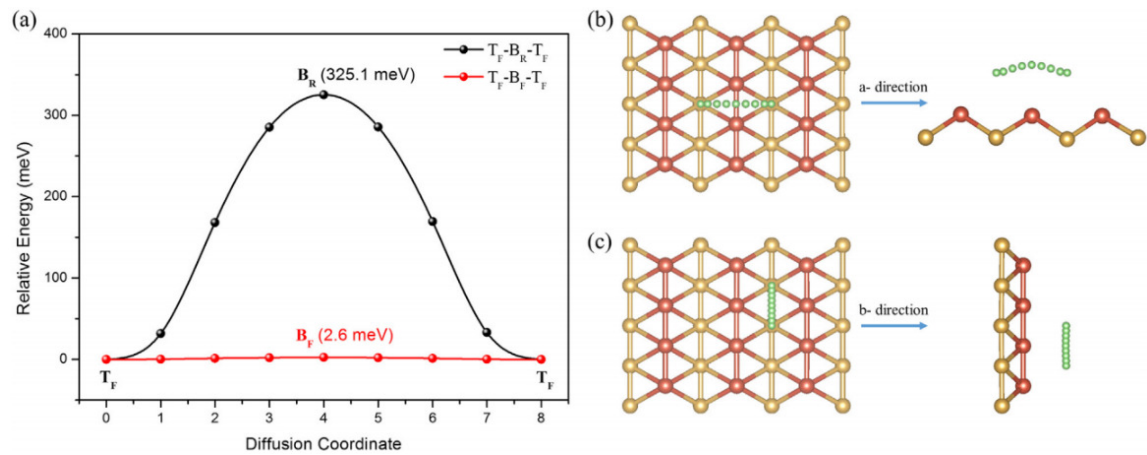 (a)
400
300
200
100
0
Relative Energy (meV)
T_F-B_R-T_F
T_F-B_F-T_F
B_R (325.1 meV)
B_F (2.6 meV)
T_F
T_F
0 1 2 3 4 5 6 7 8
Diffusion Coordinate
(b)
a- direction
(c)
b- direction